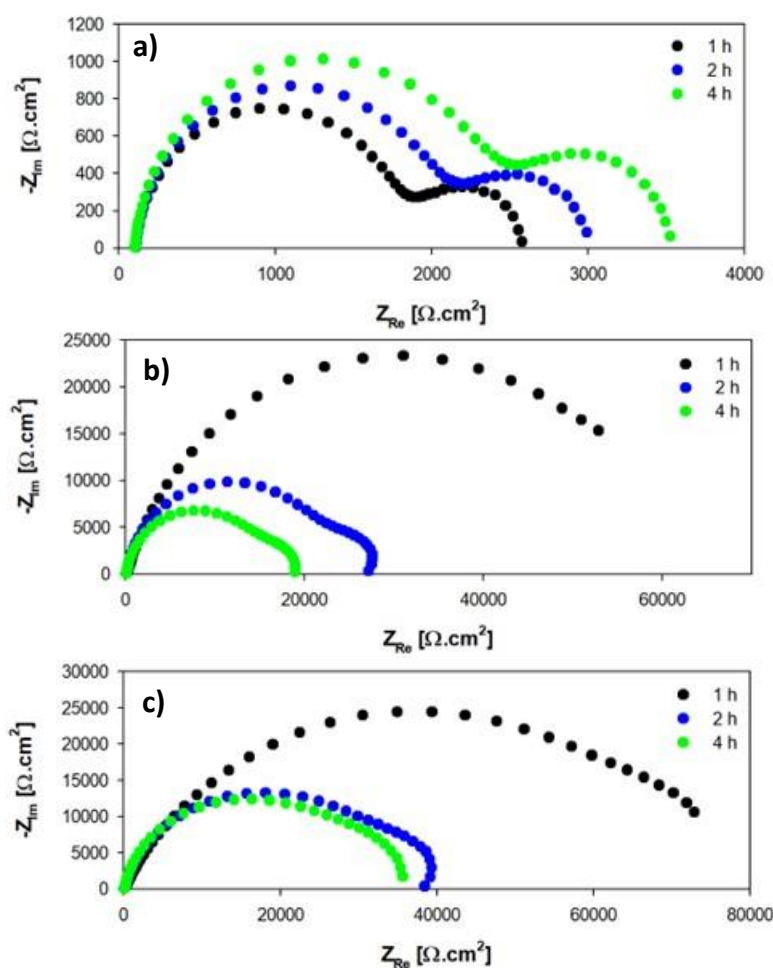 a)
1200
1000
800
600
400
200
0
-Z_Im [Ω.cm²]
1 h
2 h
4 h
0 1000 2000 3000 4000
Z_Re [Ω.cm²]
b)
25000
20000
15000
10000
5000
0
-Z_Im [Ω.cm²]
1 h
2 h
4 h
0 20000 40000 60000
Z_Re [Ω.cm²]
c)
30000
25000
20000
15000
10000
5000
0
-Z_Im [Ω.cm²]
1 h
2 h
4 h
0 20000 40000 60000 80000
Z_Re [Ω.cm²]